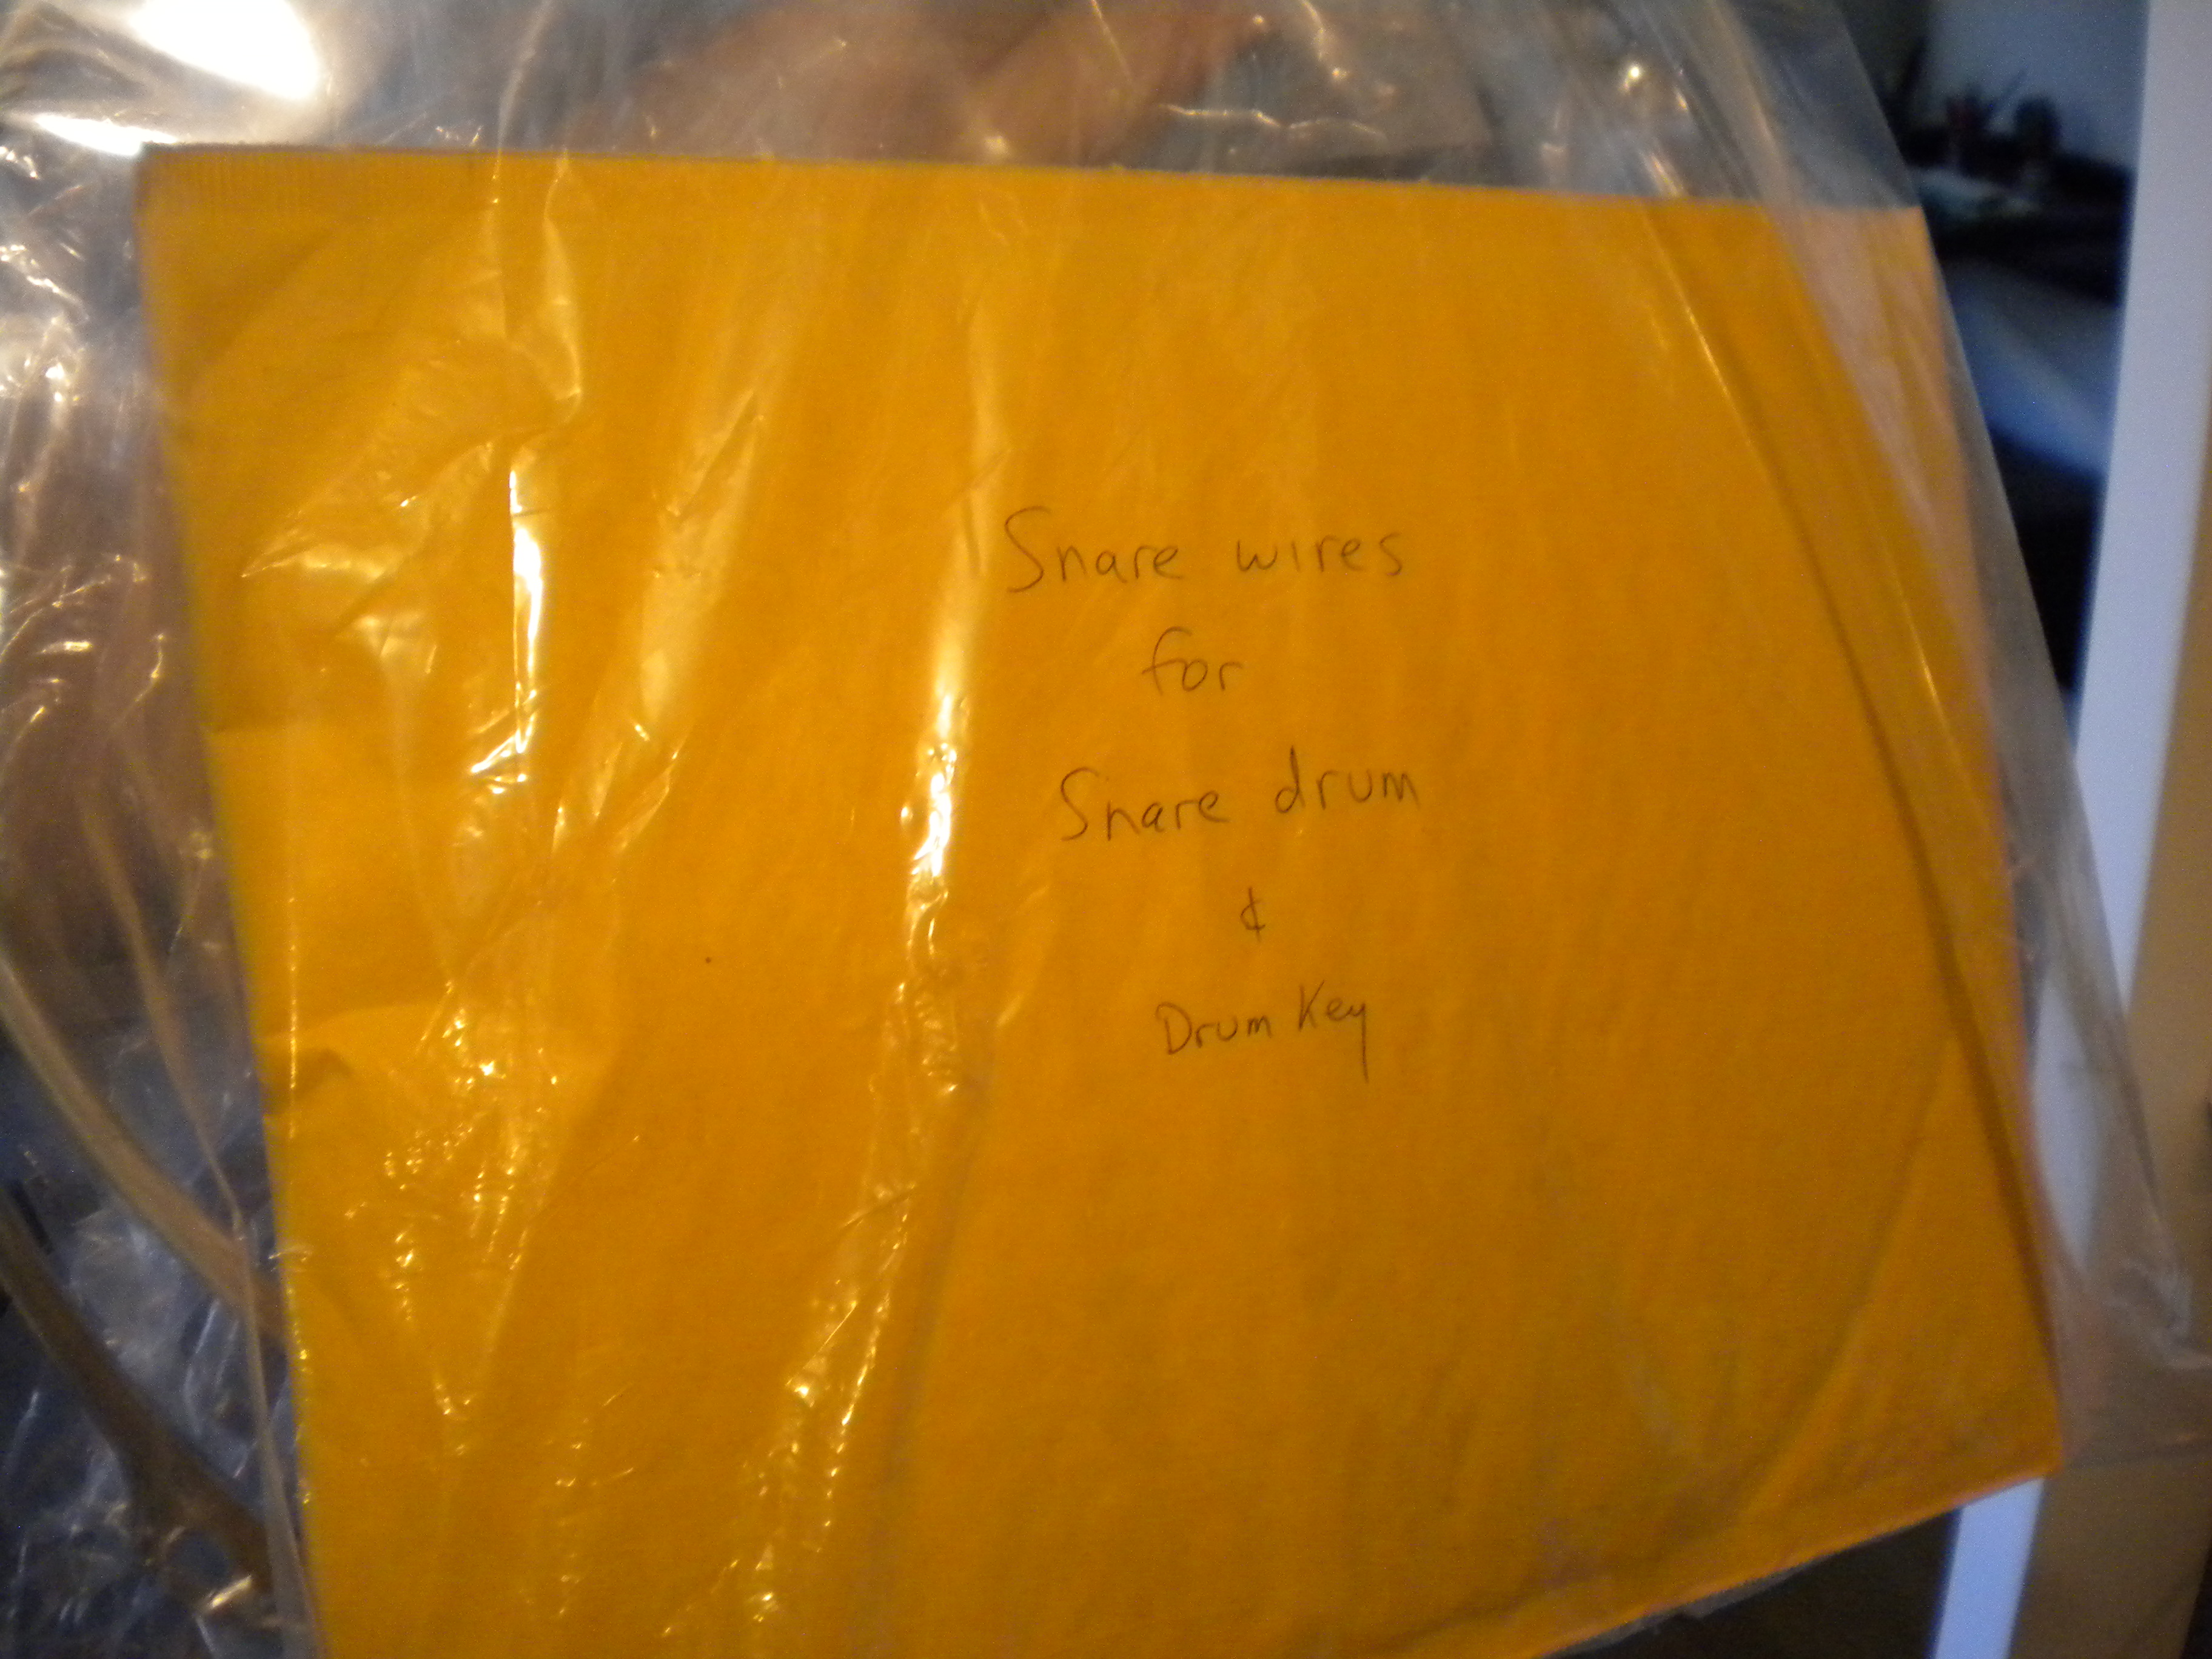 Snare wires
for
Snare drum
&
Drum Key